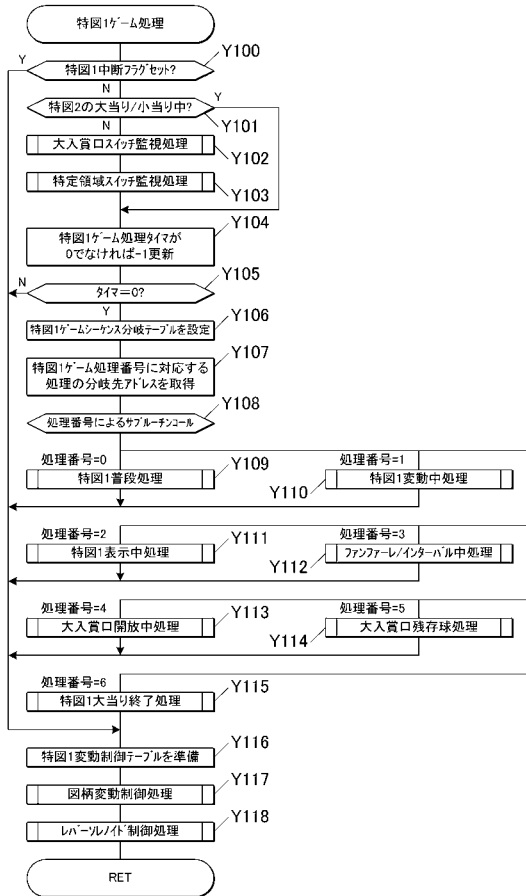 特図1ゲーム処理
Y100
Y
特図1中断フラグセット?
N
Y
特図2の大当り/小当り中?
Y101
N
大入賞口スイッチ監視処理
Y102
特定領域スイッチ監視処理
Y103
Y104
特図1ゲーム処理タイマが
0でなければ-1更新
Y105
N
タイマ=0?
Y
Y106
特図1ゲームシーケンス分岐テーブルを設定
Y107
特図1ゲーム処理番号に対応する
処理の分岐先アドレスを取得
Y108
処理番号によるサブルーチンコール
処理番号=0
Y109
処理番号=1
特図1普段処理
Y110
特図1変動中処理
処理番号=2
Y111
処理番号=3
特図1表示中処理
Y112
ファンファーレ/インターバル中処理
処理番号=4
Y113
処理番号=5
大入賞口開放中処理
Y114
大入賞口残存球処理
処理番号=6
Y115
特図1大当り終了処理
Y116
特図1変動制御テーブルを準備
Y117
図柄変動制御処理
Y118
レバーソレノイド制御処理
RET